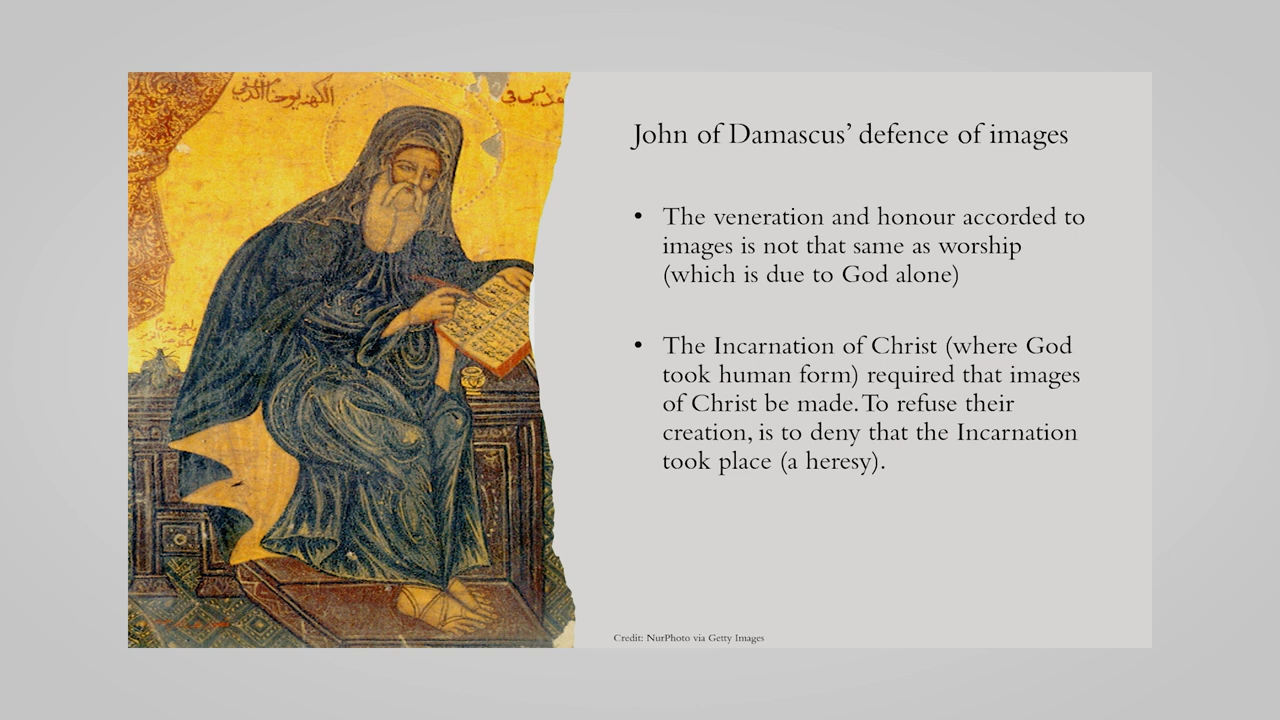 John of Damascus’ defence of images
• The veneration and honour accorded to
images is not that same as worship
(which is due to God alone)
• The Incarnation of Christ (where God
took human form) required that images
of Christ be made. To refuse their
creation, is to deny that the Incarnation
took place (a heresy).
Credit: NurPhoto via Getty Images